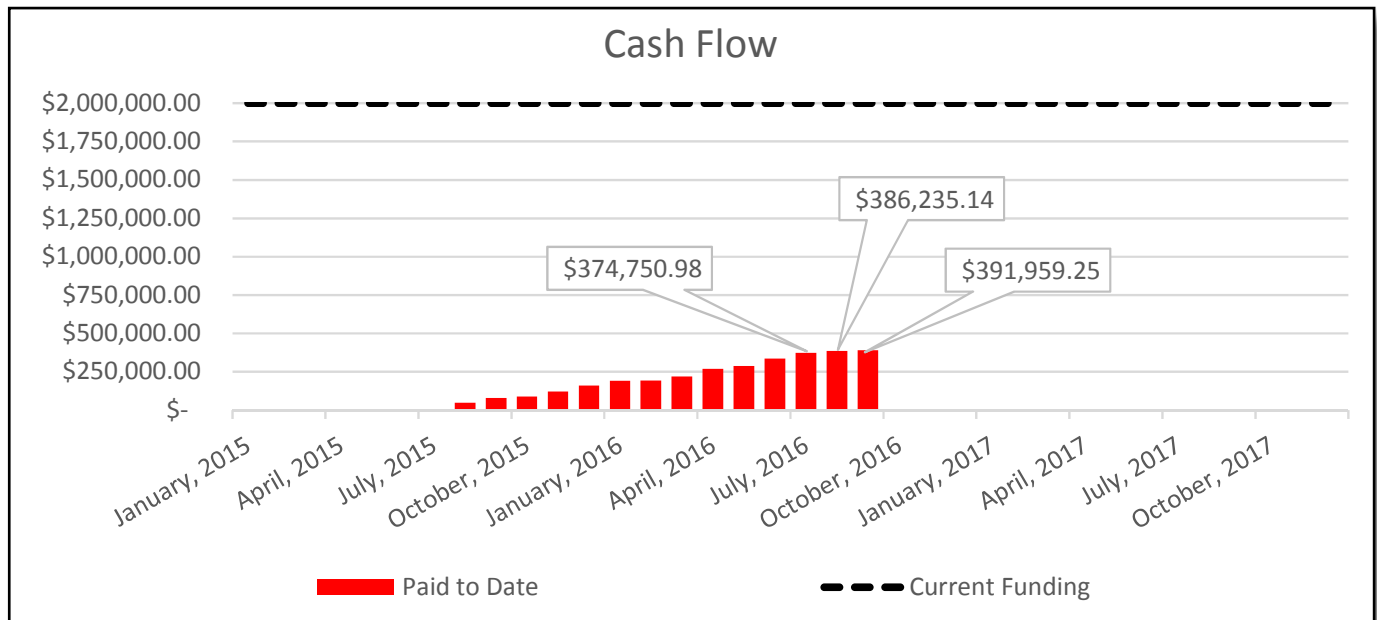 Cash Flow
$2,000,000.00
$1,750,000.00
$1,500,000.00
$1,250,000.00
$1,000,000.00
$750,000.00
$500,000.00
$250,000.00
$-
$386,235.14
$374,750.98
$391,959.25
January, 2015
April, 2015
July, 2015
October, 2015
January, 2016
April, 2016
July, 2016
October, 2016
January, 2017
April, 2017
July, 2017
October, 2017
Paid to Date
Current Funding